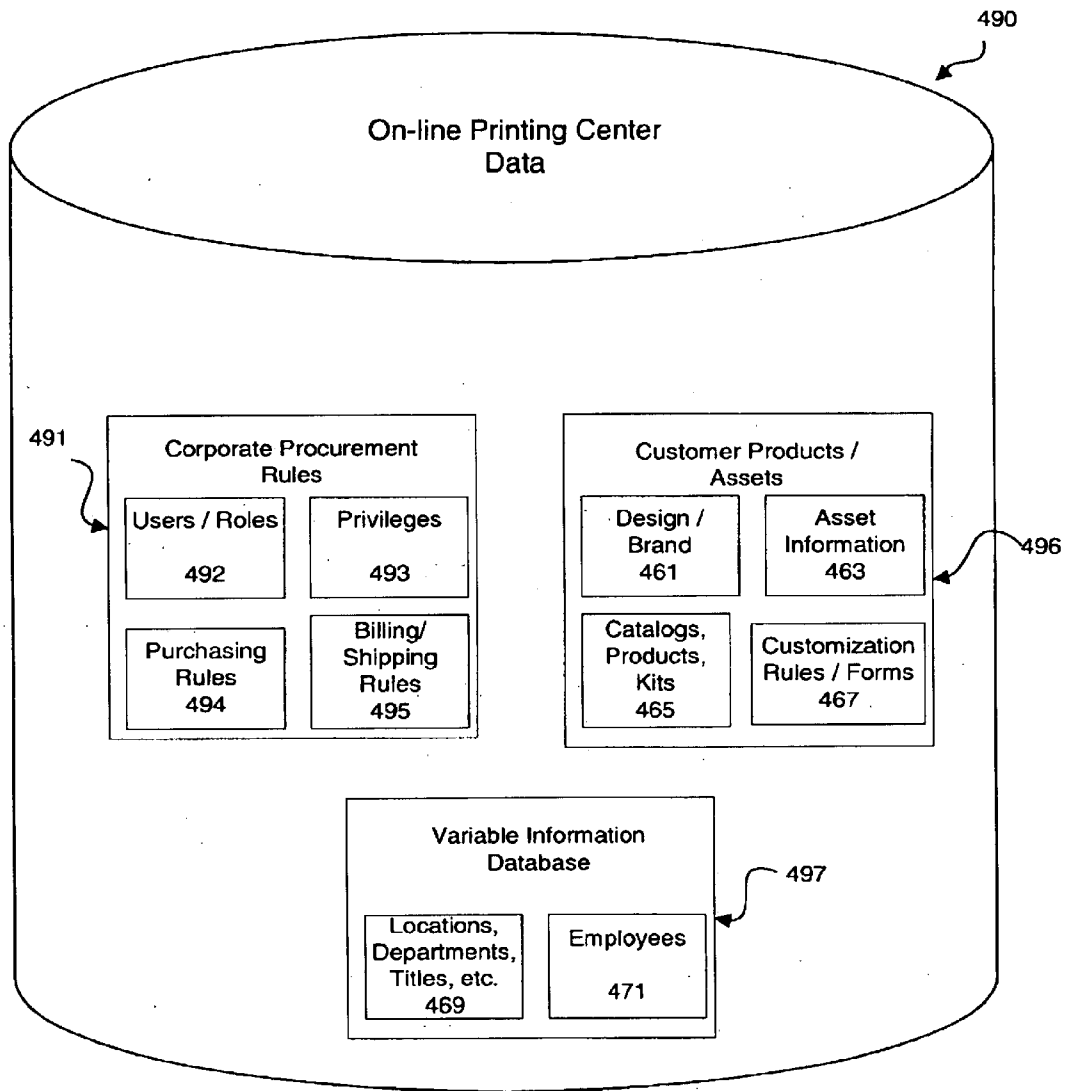 490
On-line Printing Center
Data
491
Corporate Procurement
Rules
Users / Roles
492
Privileges
493
Purchasing
Rules
494
Billing/
Shipping
Rules
495
Customer Products /
Assets
Design /
Brand
461
Asset
Information
463
Catalogs,
Products,
Kits
465
Customization
Rules / Forms
467
496
Variable Information
Database
Locations,
Departments,
Titles, etc.
469
Employees
471
497